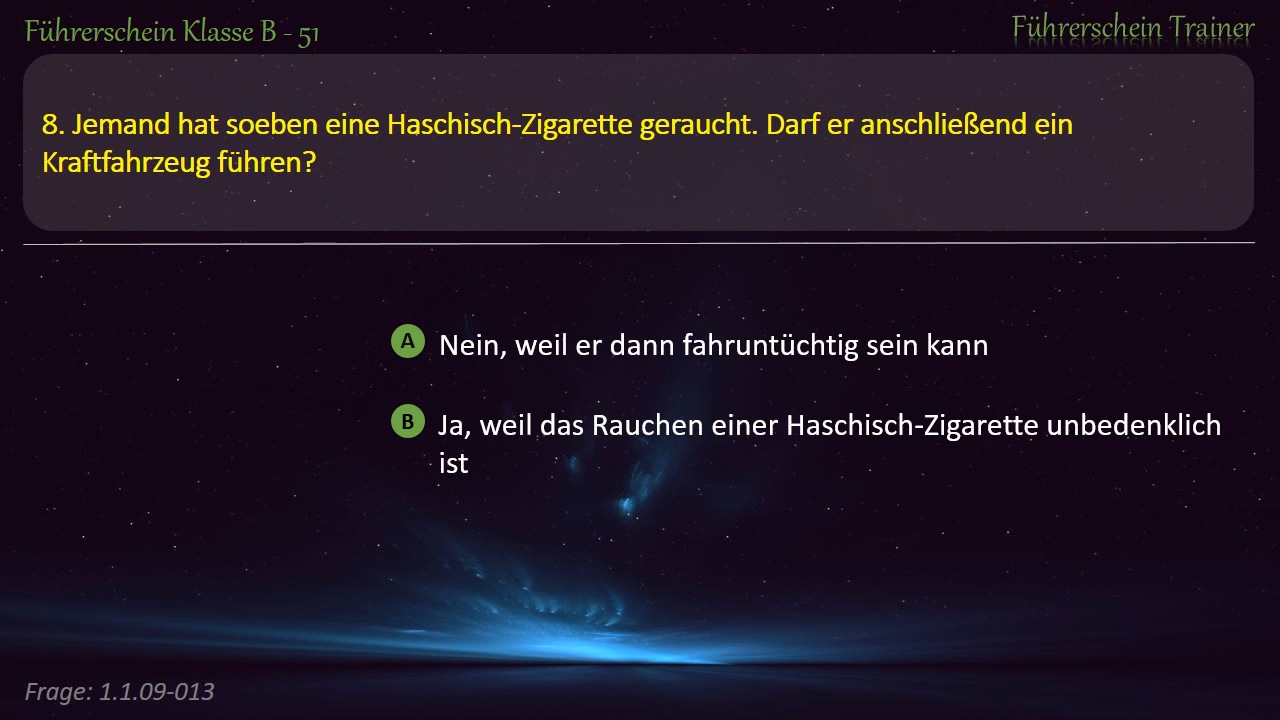 Führerschein Klasse B - 51
Führerschein Trainer
8. Jemand hat soeben eine Haschisch-Zigarette geraucht. Darf er anschließend ein
Kraftfahrzeug führen?
A Nein, weil er dann fahruntüchtig sein kann
B Ja, weil das Rauchen einer Haschisch-Zigarette unbedenklich
ist
Frage: 1.1.09-013